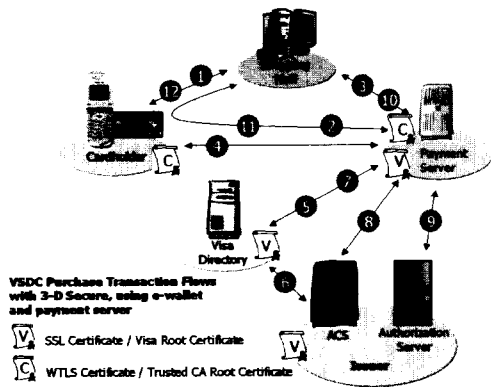 1
12
3
10
11
2
C
4
Cardholder
C
V
Payment
Server
7
5
8
9
Visa
Directory
V
6
VSDC Purchase Transaction Flows
with 3-D Secure, using e-wallet
and payment server
V SSL Certificate / Visa Root Certificate
C WTLS Certificate / Trusted CA Root Certificate
V
ACS
Authorization
Server
Issuer